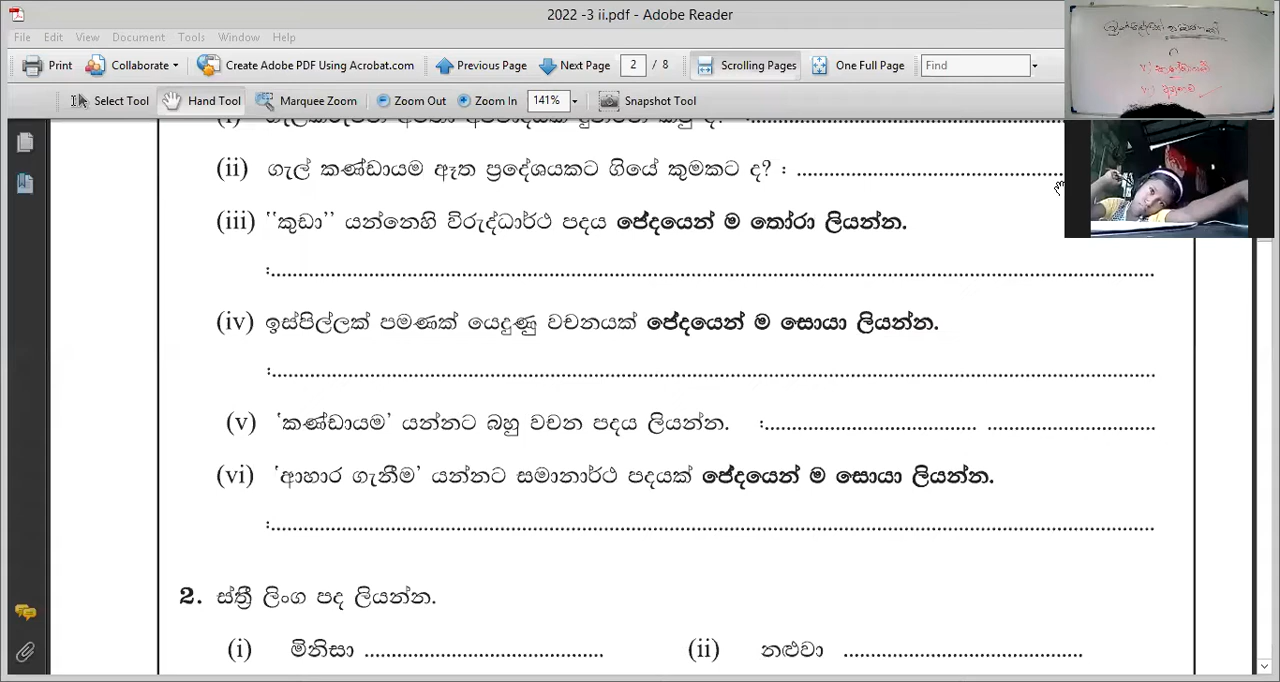 2022 -3 ii.pdf - Adobe Reader
File Edit View Document Tools Window Help
Print Collaborate Create Adobe PDF Using Acrobat.com Previous Page Next Page 2 / 8 Scrolling Pages One Full Page Find
Select Tool Hand Tool Marquee Zoom Zoom Out Zoom In 141% Snapshot Tool
(ii) ගැල් කණ්ඩායම ඈත ප්‍රදේශයකට ගියේ කුමකට ද? : ................................................
(iii) ‘‘කුඩා’’ යන්නෙහි විරුද්ධාර්ථ පදය ඡේදයෙන් ම තෝරා ලියන්න.
:................................................................................................
(iv) ඉස්පිල්ලක් පමණක් යෙදුණු වචනයක් ඡේදයෙන් ම සොයා ලියන්න.
:................................................................................................
(v) ‘කණ්ඩායම’ යන්නට බහු වචන පදය ලියන්න. :........................................ ................................
(vi) ‘ආහාර ගැනීම’ යන්නට සමානාර්ථ පදයක් ඡේදයෙන් ම සොයා ලියන්න.
:................................................................................................
2. ස්ත්‍රී ලිංග පද ලියන්න.
(i) මිනිසා ............................................. (ii) නළුවා .............................................